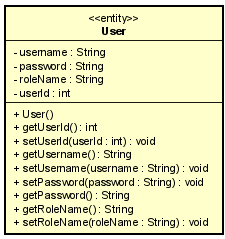 <<entity>>
User
- username : String
- password : String
- roleName : String
- userId : int
+ User()
+ getUserId() : int
+ setUserId(userId : int) : void
+ getUsername() : String
+ setUsername(username : String) : void
+ setPassword(password : String) : void
+ getPassword() : String
+ getRoleName() : String
+ setRoleName(roleName : String) : void